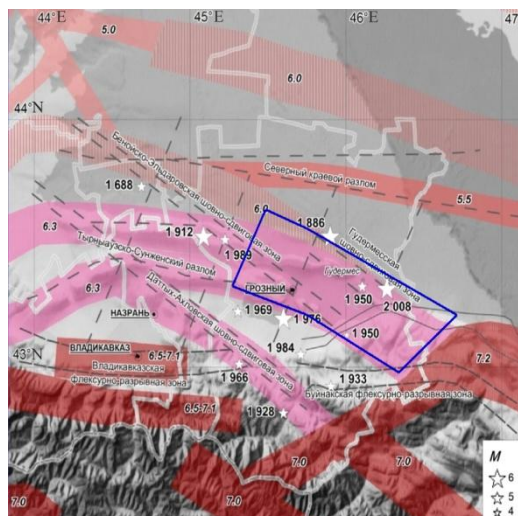 44°E
45°E
46°E
47°
5.0
6.0
44°N
Бенойско-Эльдаровская шовно-сдвиговая зона
Северный краевой разлом
5.5
1 688
6.0
1 886
Гудермесская
шовно-сдвиговая зона
6.3
1 912
1 989
Тырныаузско-Сунженский разлом
Гудермес
ГРОЗНЫЙ
1 950
2 008
6.3
Даттых-Ахловская шовно-сдвиговая зона
НАЗРАНЬ
1 969
1 976
1 950
43°N
ВЛАДИКАВКАЗ
6.5-7.1
1 984
7.2
Владикавказская
флексурно-разрывная зона
1 966
1 933
Буйнакская флексурно-разрывная зона
6.5-7.1
1 928
7.0
7.0
7.0
7.0
М
6
5
4